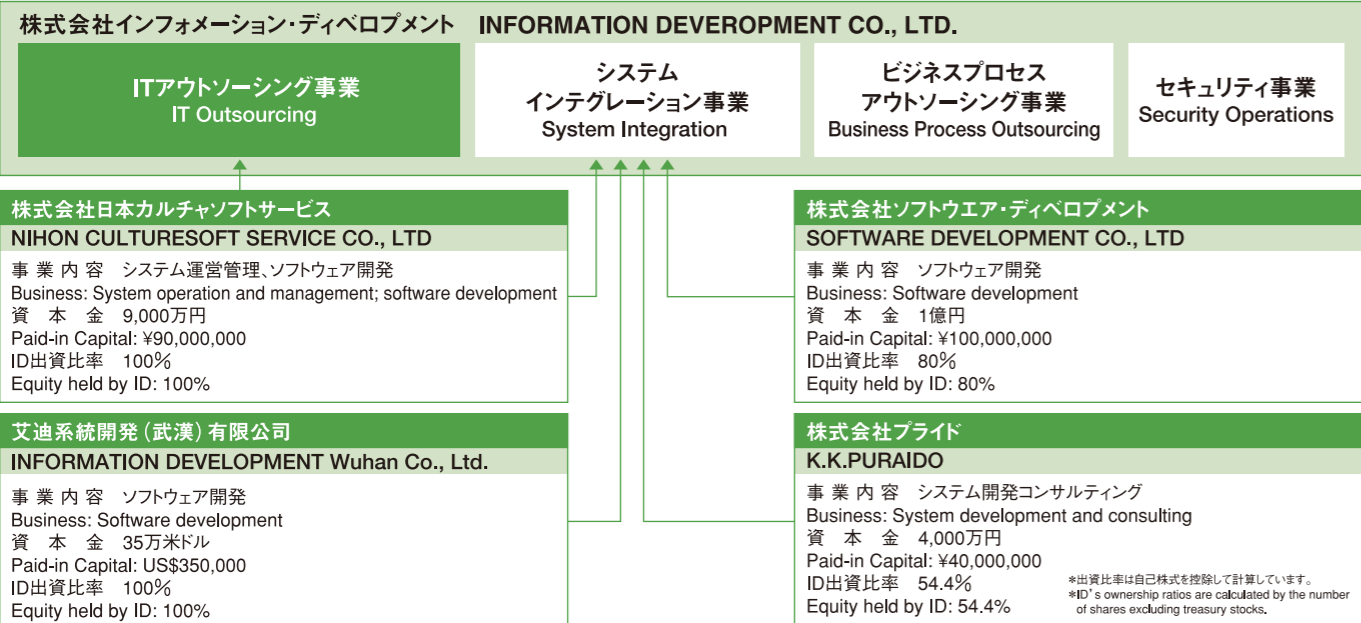 株式会社インフォメーション・ディベロプメント INFORMATION DEVEROPMENT CO., LTD.
ITアウトソーシング事業
IT Outsourcing
システム
インテグレーション事業
System Integration
ビジネスプロセス
アウトソーシング事業
Business Process Outsourcing
セキュリティ事業
Security Operations
株式会社日本カルチャソフトサービス
NIHON CULTURESOFT SERVICE CO., LTD
事業内容 システム運営管理、ソフトウェア開発
Business: System operation and management; software development
資本金 9,000万円
Paid-in Capital: ¥90,000,000
ID出資比率 100%
Equity held by ID: 100%
株式会社ソフトウエア・ディベロプメント
SOFTWARE DEVELOPMENT CO., LTD
事業内容 ソフトウェア開発
Business: Software development
資本金 1億円
Paid-in Capital: ¥100,000,000
ID出資比率 80%
Equity held by ID: 80%
艾迪系統開発(武漢)有限公司
INFORMATION DEVELOPMENT Wuhan Co., Ltd.
事業内容 ソフトウェア開発
Business: Software development
資本金 35万米ドル
Paid-in Capital: US$350,000
ID出資比率 100%
Equity held by ID: 100%
株式会社プライド
K.K.PURAIDO
事業内容 システム開発コンサルティング
Business: System development and consulting
資本金 4,000万円
Paid-in Capital: ¥40,000,000
ID出資比率 54.4%
Equity held by ID: 54.4%
*出資比率は自己株式を控除して計算しています。
*ID's ownership ratios are calculated by the number
of shares excluding treasury stocks.